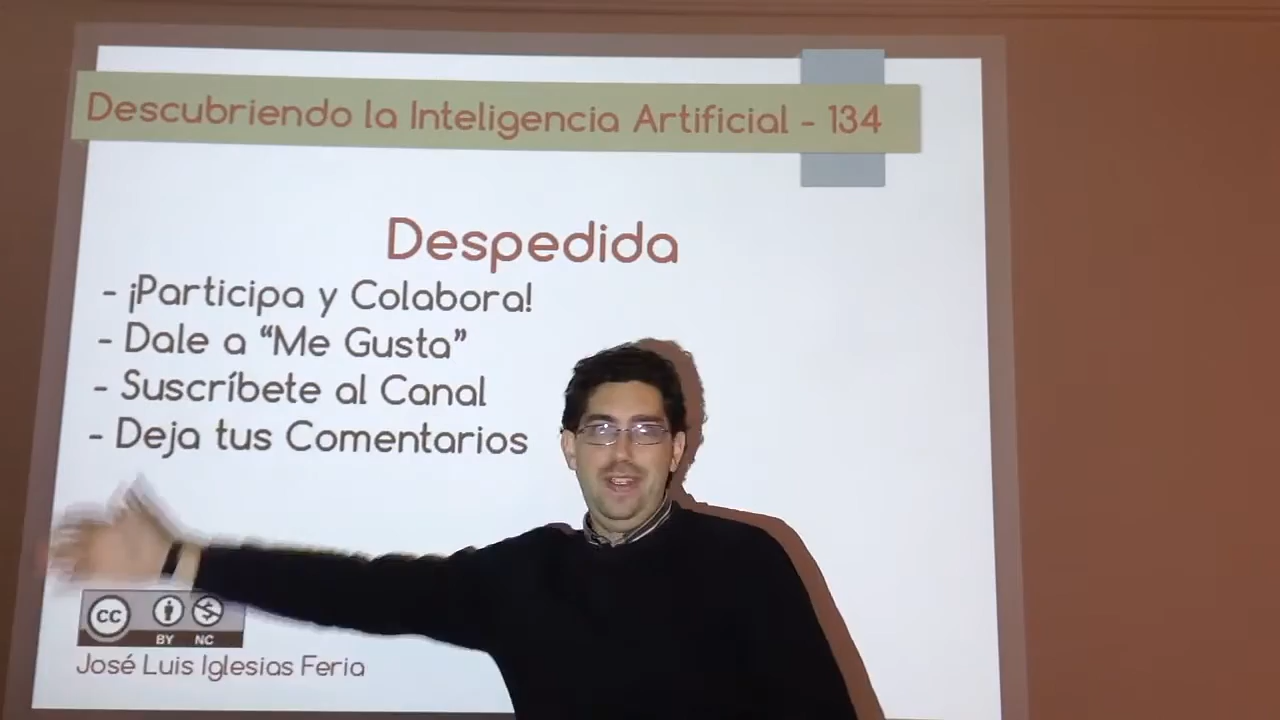 Descubriendo la Inteligencia Artificial - 134
Despedida
- ¡Participa y Colabora!
- Dale a “Me Gusta”
- Suscríbete al Canal
- Deja tus Comentarios
CC
BY NC
José Luis Iglesias Feria